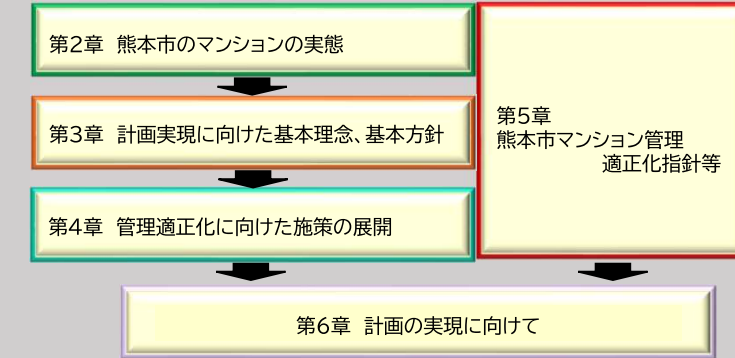 第2章 熊本市のマンションの実態
第3章 計画実現に向けた基本理念、基本方針
第4章 管理適正化に向けた施策の展開
第5章
熊本市マンション管理
適正化指針等
第6章 計画の実現に向けて